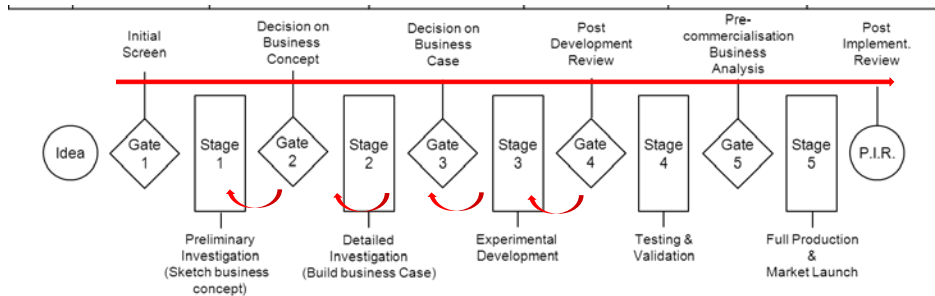 Initial
Screen
Decision on
Business
Concept
Decision on
Business
Case
Post
Development
Review
Pre-
commercialisation
Business
Analysis
Post
Implement.
Review
Idea
Gate
1
Stage
1
Gate
2
Stage
2
Gate
3
Stage
3
Gate
4
Stage
4
Gate
5
Stage
5
P.I.R.
Preliminary
Investigation
(Sketch business
concept)
Detailed
Investigation
(Build business Case)
Experimental
Development
Testing &
Validation
Full Production
&
Market Launch